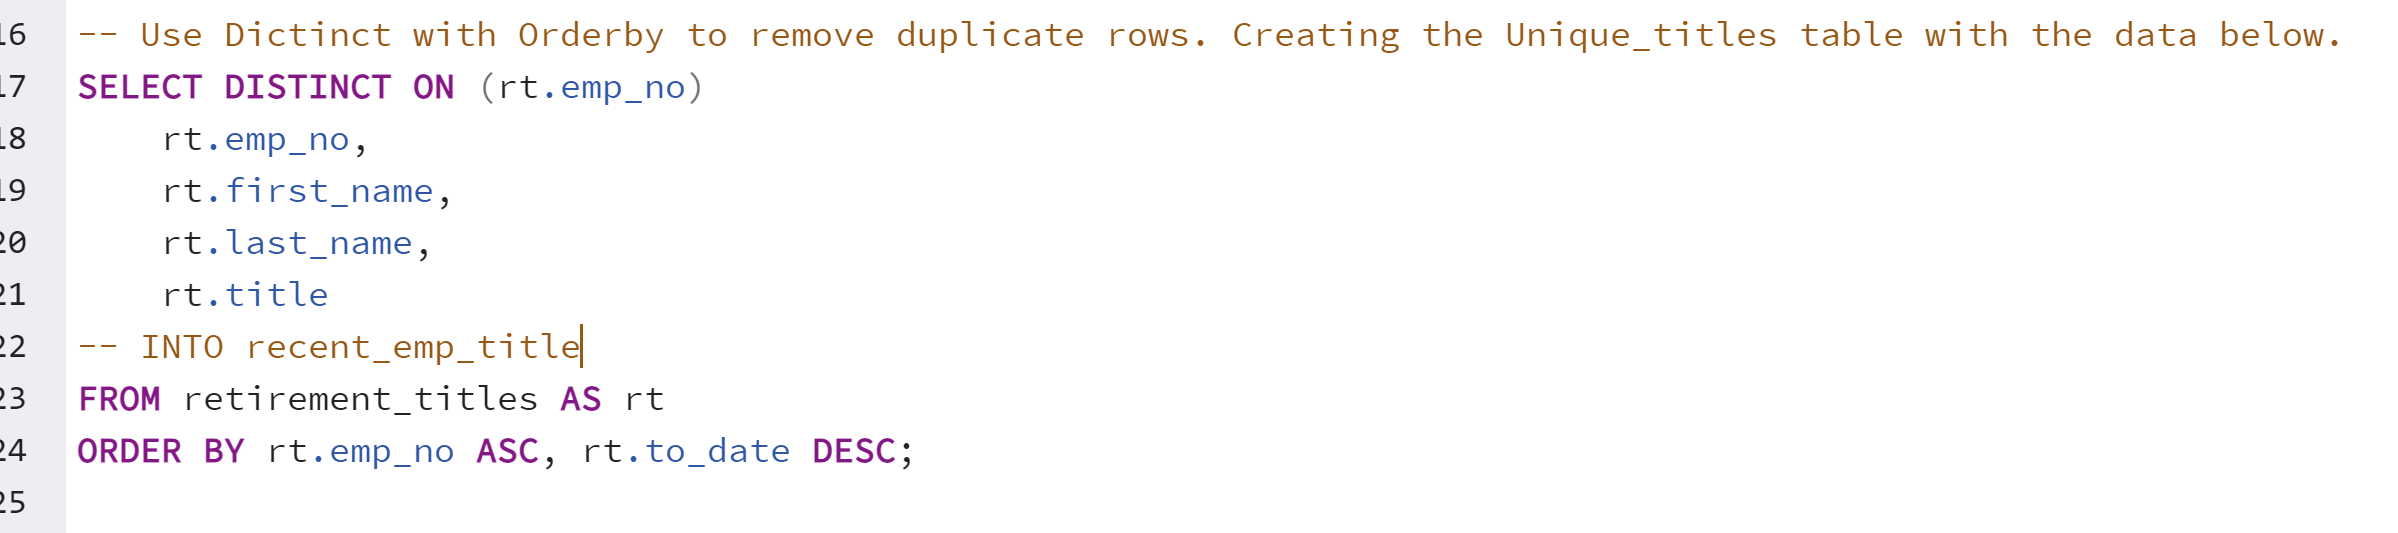 16 -- Use Dictinct with Orderby to remove duplicate rows. Creating the Unique_titles table with the data below.
17 SELECT DISTINCT ON (rt.emp_no)
18     rt.emp_no,
19     rt.first_name,
20     rt.last_name,
21     rt.title
22 -- INTO recent_emp_title
23 FROM retirement_titles AS rt
24 ORDER BY rt.emp_no ASC, rt.to_date DESC;
25